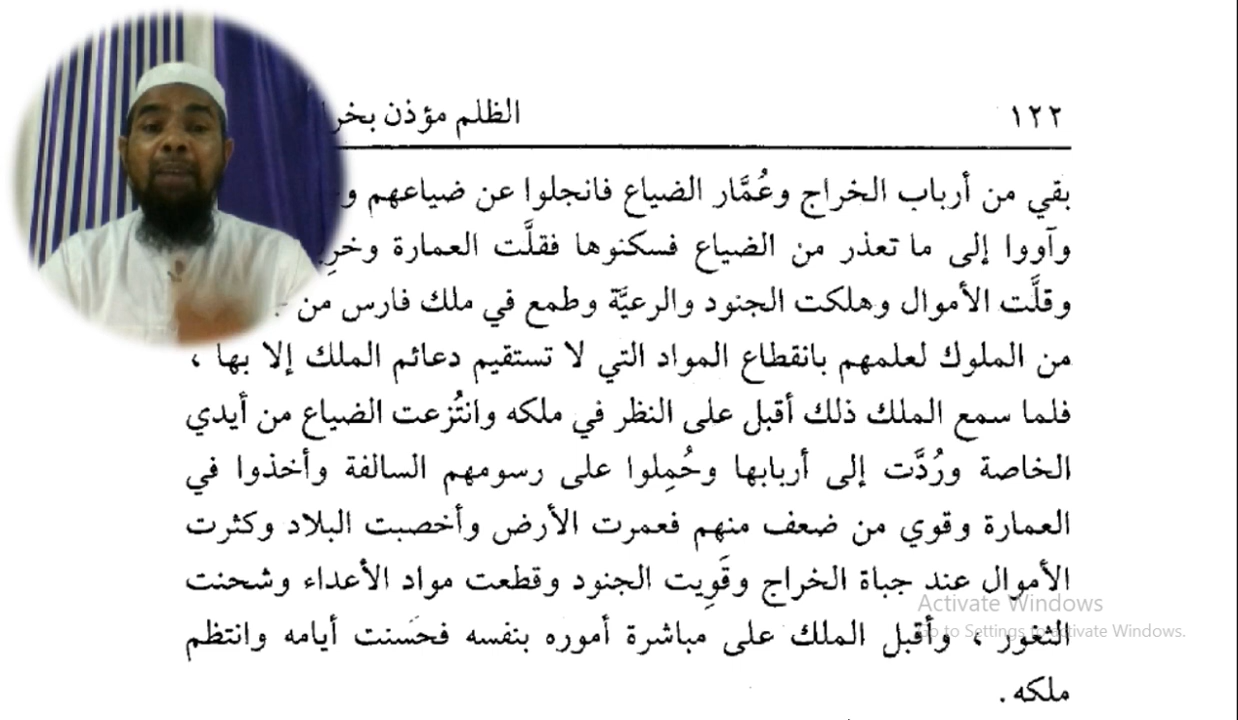 ١٢٢
الظلم مؤذن بخر
بقي من أرباب الخراج وعُمَّار الضياع فانجلوا عن ضياعهم
وآووا إلى ما تعذر من الضياع فسكنوها فقلَّت العمارة
وقلَّت الأموال وهلكت الجنود والرعيَّة وطمع في ملك فارس من
من الملوك لعلمهم بانقطاع المواد التي لا تستقيم دعائم الملك إلا بها ،
فلما سمع الملك ذلك أقبل على النظر في ملكه وانتُزعت الضياع من أيدي
الخاصة ورُدَّت إلى أربابها وحُمِلوا على رسومهم السالفة وأخذوا في
العمارة وقوي من ضعف منهم فعمرت الأرض وأخصبت البلاد وكثرت
الأموال عند جباة الخراج وقَوِيت الجنود وقطعت مواد الأعداء وشحنت
الثغور ، وأقبل الملك على مباشرة أموره بنفسه فحَسنت أيامه وانتظم
ملكه .
Activate Windows
Go to Settings to activate Windows.